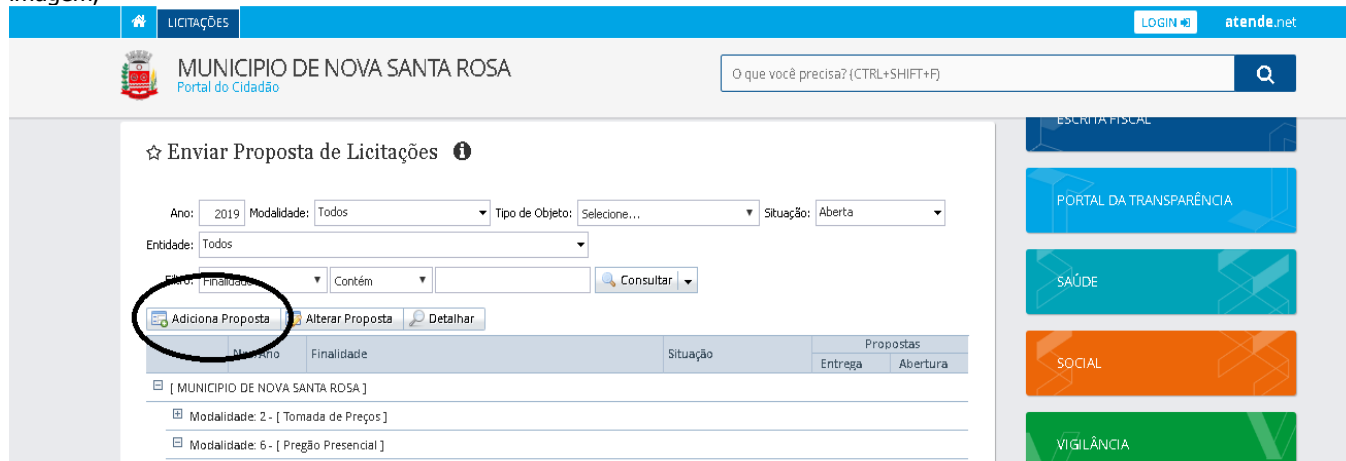 imagem)
LICITAÇÕES
LOGIN
atende.net
MUNICIPIO DE NOVA SANTA ROSA
Portal do Cidadão
O que você precisa? (CTRL+SHIFT+F)
ESCRITA FISCAL
☆ Enviar Proposta de Licitações
Ano: 2019 Modalidade: Todos Tipo de Objeto: Selecione... Situação: Aberta
Entidade: Todos
Filtro: Finalidade Contém Consultar
Adiciona Proposta Alterar Proposta Detalhar
Ano Finalidade Situação Propostas
Entrega Abertura
[ MUNICIPIO DE NOVA SANTA ROSA ]
Modalidade: 2 - [ Tomada de Preços ]
Modalidade: 6 - [ Pregão Presencial ]
PORTAL DA TRANSPARÊNCIA
SAÚDE
SOCIAL
VIGILÂNCIA